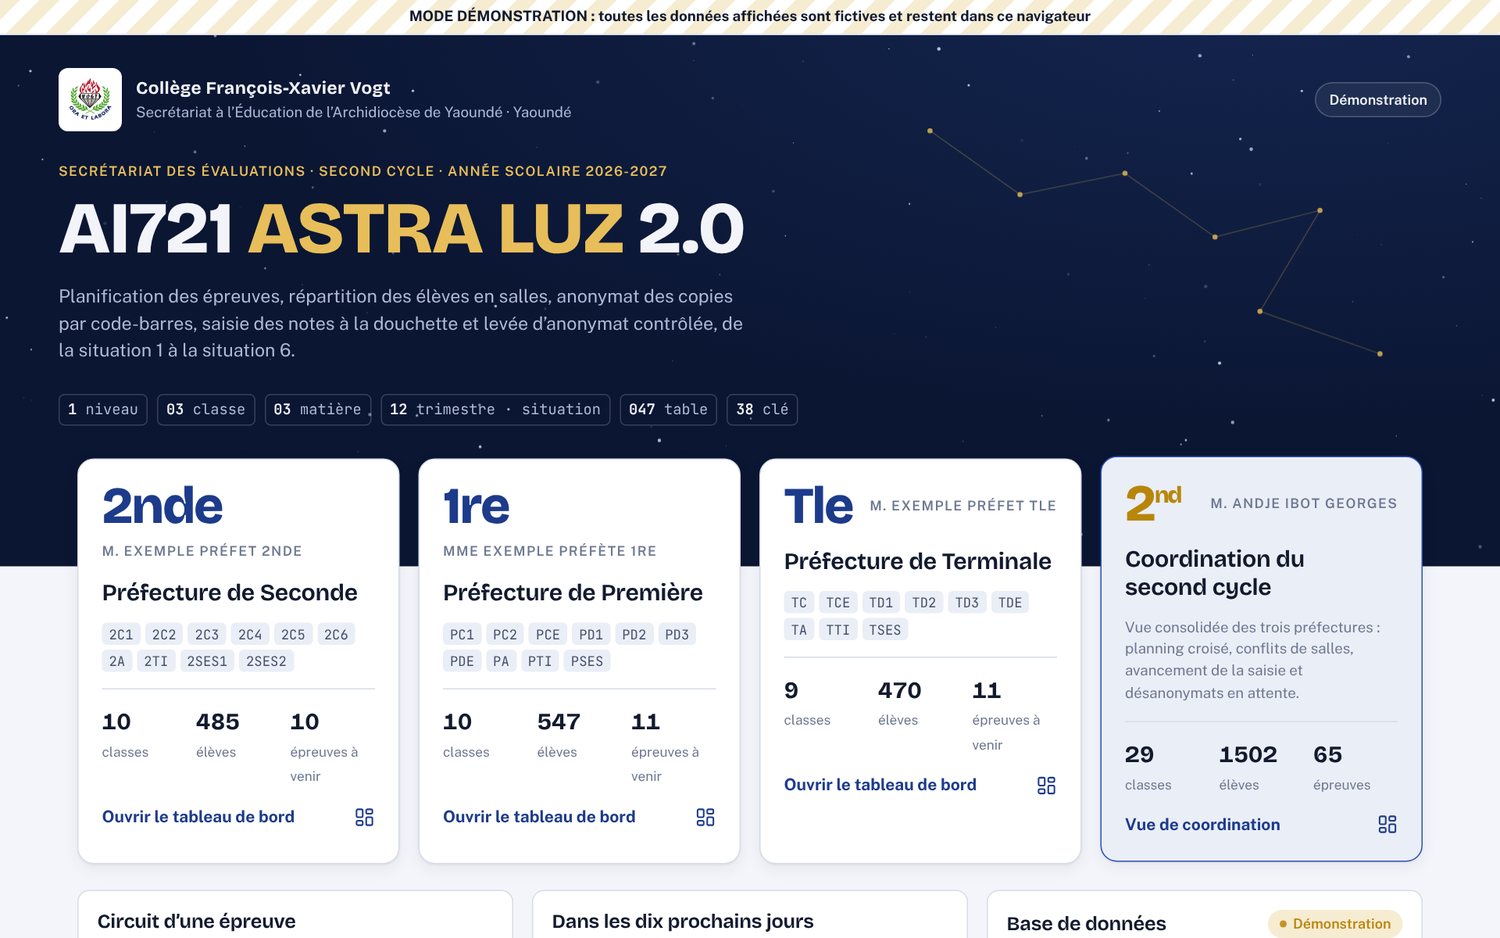 MODE DÉMONSTRATION : toutes les données affichées sont fictives et restent dans ce navigateur
ORA ET LABORA
Collège François-Xavier Vogt
Secrétariat à l’Éducation de l’Archidiocèse de Yaoundé · Yaoundé
Démonstration
SECRÉTARIAT DES ÉVALUATIONS · SECOND CYCLE · ANNÉE SCOLAIRE 2026-2027
AI721 ASTRA LUZ 2.0
Planification des épreuves, répartition des élèves en salles, anonymat des copies
par code-barres, saisie des notes à la douchette et levée d’anonymat contrôlée, de
la situation 1 à la situation 6.
1 niveau
03 classe
03 matière
12 trimestre · situation
047 table
38 clé
2nde
M. EXEMPLE PRÉFET 2NDE
Préfecture de Seconde
2C1 2C2 2C3 2C4 2C5 2C6
2A 2TI 2SES1 2SES2
10 485 10
classes élèves épreuves à
venir
Ouvrir le tableau de bord
1re
MME EXEMPLE PRÉFÈTE 1RE
Préfecture de Première
PC1 PC2 PCE PD1 PD2 PD3
PDE PA PTI PSES
10 547 11
classes élèves épreuves à
venir
Ouvrir le tableau de bord
Tle M. EXEMPLE PRÉFET TLE
Préfecture de Terminale
TC TCE TD1 TD2 TD3 TDE
TA TTI TSES
9 470 11
classes élèves épreuves à
venir
Ouvrir le tableau de bord
2nd M. ANDJE IBOT GEORGES
Coordination du
second cycle
Vue consolidée des trois préfectures :
planning croisé, conflits de salles,
avancement de la saisie et
désanonymats en attente.
29 1502 65
classes élèves épreuves
Vue de coordination
Circuit d’une épreuve
Dans les dix prochains jours
Base de données
Démonstration